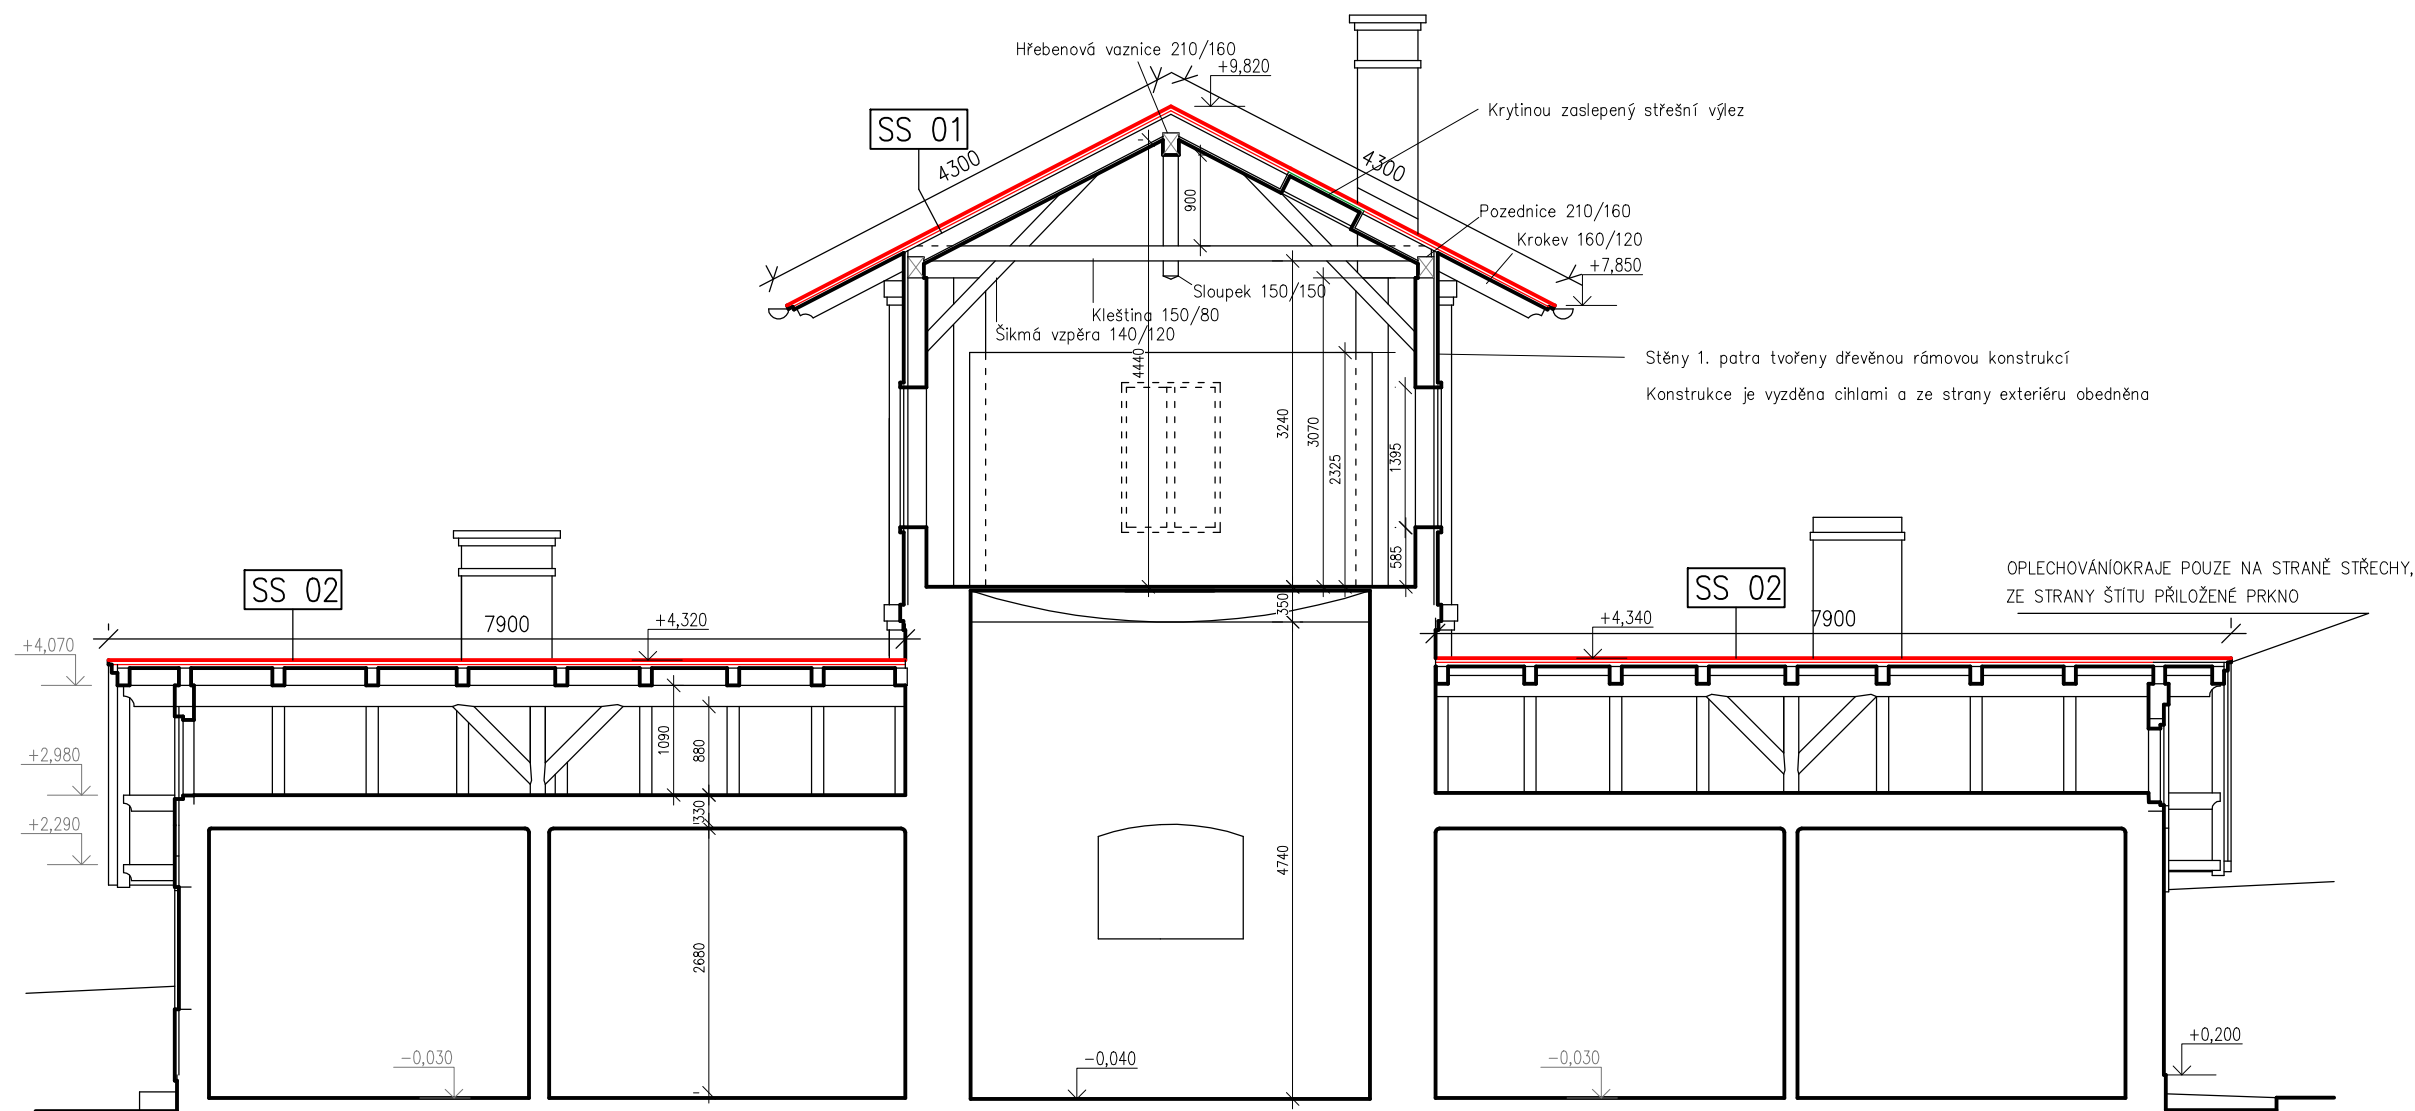 Hřebenová vaznice 210/160
+9,820
Krytinou zaslepený střešní výlez
SS 01
4300
4300
900
Pozednice 210/160
Krokev 160/120
+7,850
Sloupek 150/150
Kleština 150/80
Šikmá vzpěra 140/120
4440
3240
3070
2325
1395
585
350
Stěny 1. patra tvořeny dřevěnou rámovou konstrukcí
Konstrukce je vyzděna cihlami a ze strany exteriéru obedněna
SS 02
7900
+4,320
+4,070
+2,980
+2,290
1090
880
330
2680
-0,030
4740
-0,040
SS 02
+4,340
7900
OPLECHOVÁNÍOKRAJE POUZE NA STRANĚ STŘECHY,
ZE STRANY ŠTÍTU PŘILOŽENÉ PRKNO
-0,030
+0,200